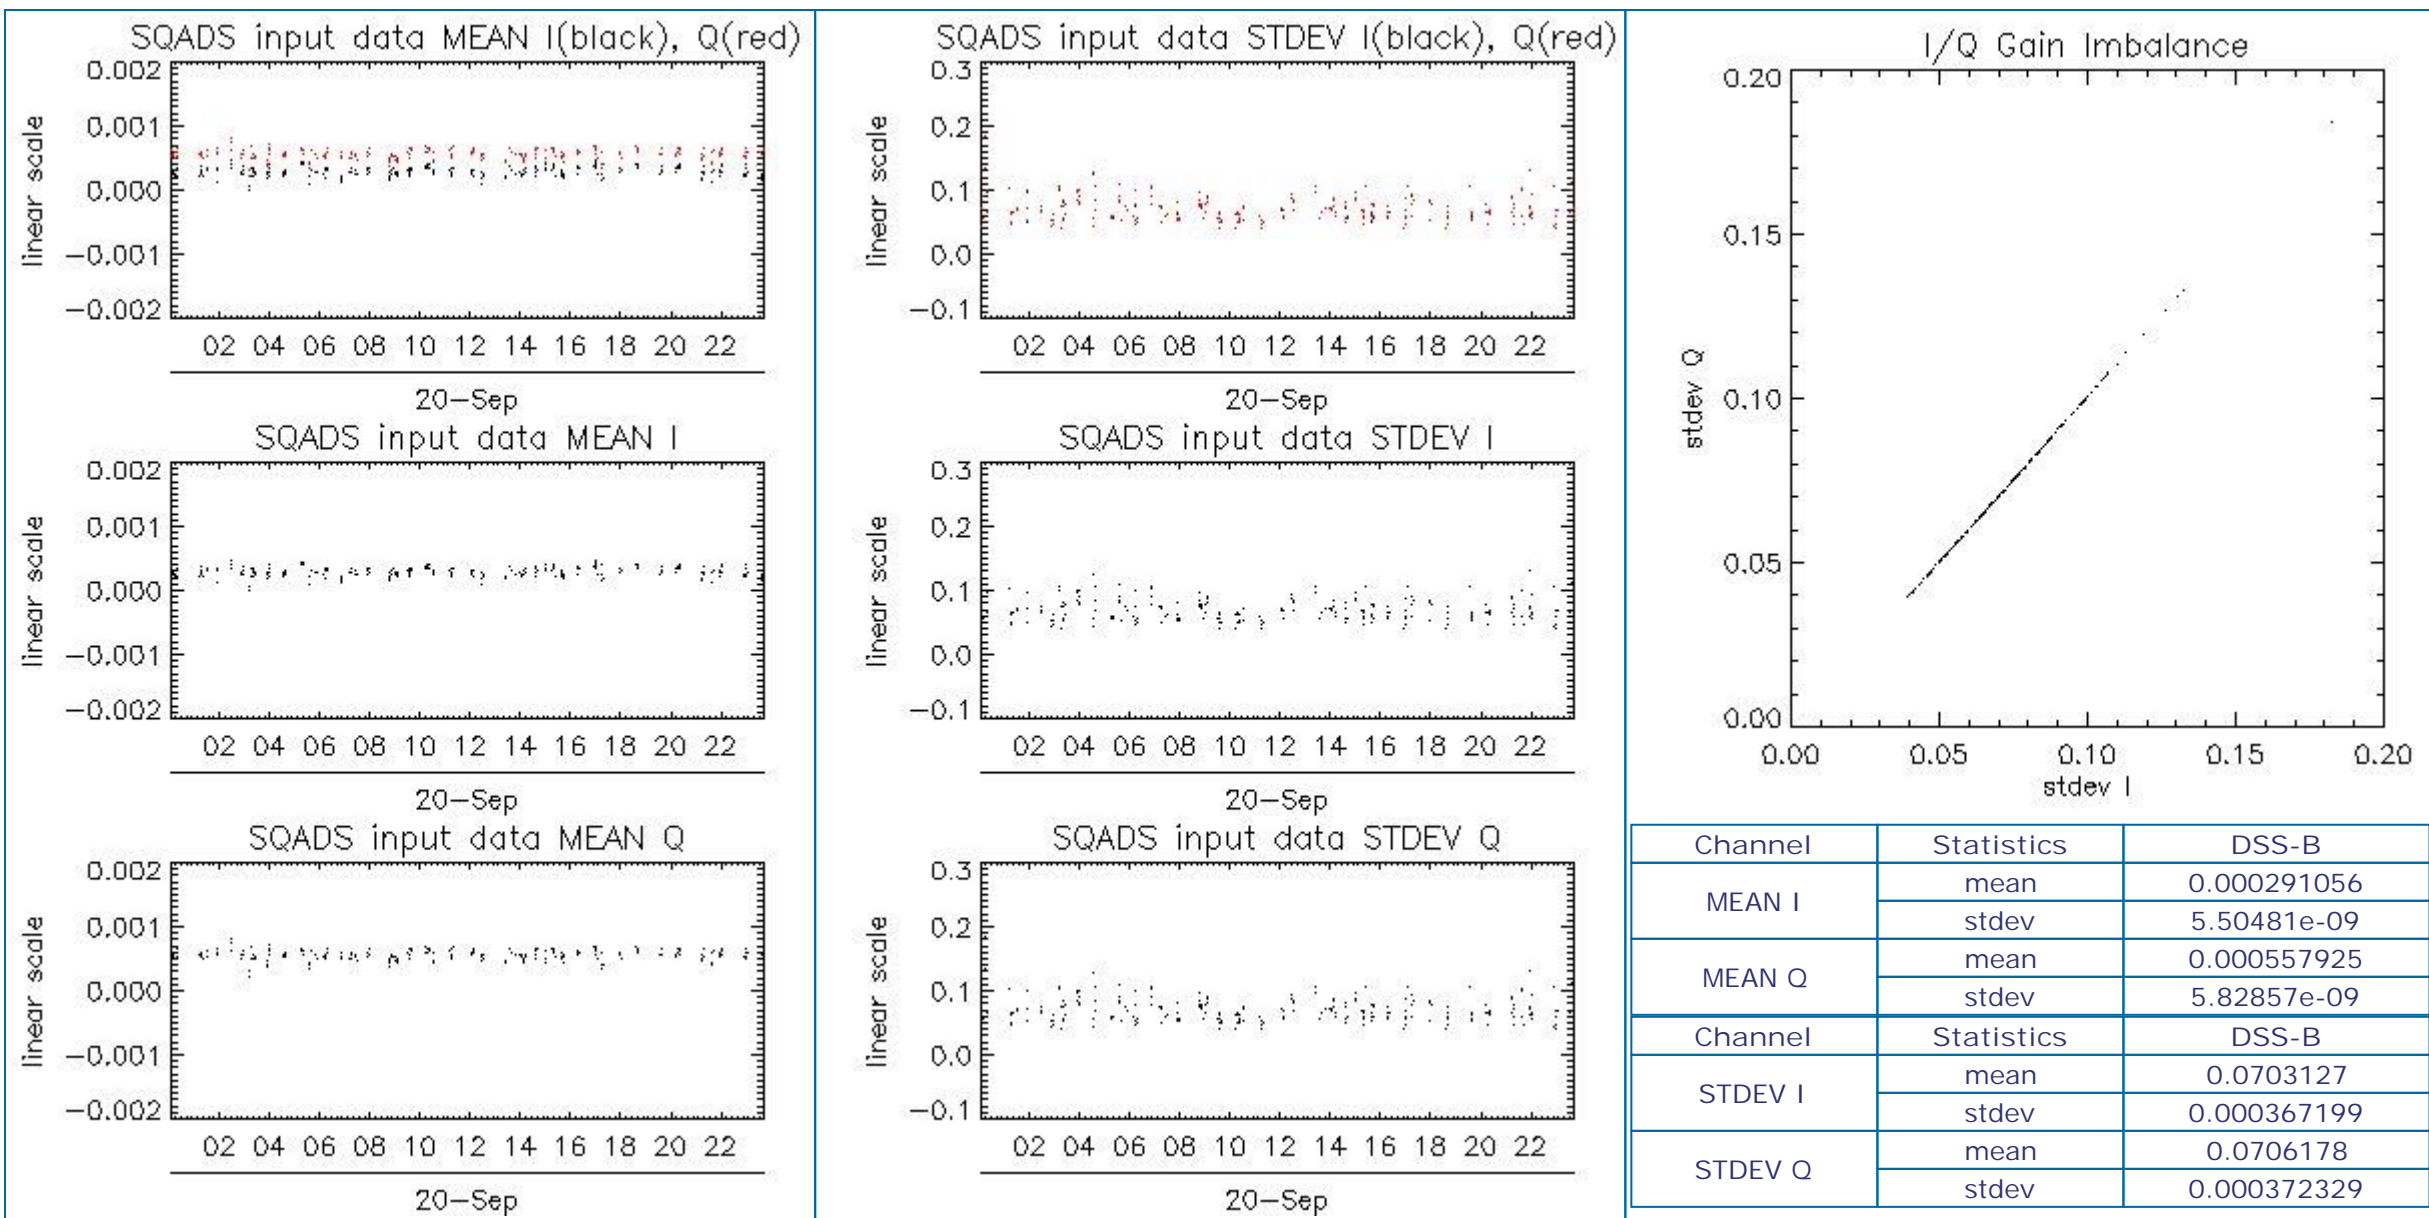 SQADS input data MEAN I(black), Q(red)
0.002
0.001
0.000
−0.001
−0.002
linear scale
02 04 06 08 10 12 14 16 18 20 22
20−Sep
SQADS input data MEAN I
0.002
0.001
0.000
−0.001
−0.002
linear scale
02 04 06 08 10 12 14 16 18 20 22
20−Sep
SQADS input data MEAN Q
0.002
0.001
0.000
−0.001
−0.002
linear scale
02 04 06 08 10 12 14 16 18 20 22
20−Sep
SQADS input data STDEV I(black), Q(red)
0.3
0.2
0.1
0.0
−0.1
linear scale
02 04 06 08 10 12 14 16 18 20 22
20−Sep
SQADS input data STDEV I
0.3
0.2
0.1
0.0
−0.1
linear scale
02 04 06 08 10 12 14 16 18 20 22
20−Sep
SQADS input data STDEV Q
0.3
0.2
0.1
0.0
−0.1
linear scale
02 04 06 08 10 12 14 16 18 20 22
20−Sep
I/Q Gain Imbalance
0.20
0.15
0.10
0.05
0.00
stdev Q
0.00 0.05 0.10 0.15 0.20
stdev I
Channel Statistics DSS-B
MEAN I mean 0.000291056
stdev 5.50481e-09
MEAN Q mean 0.000557925
stdev 5.82857e-09
Channel Statistics DSS-B
STDEV I mean 0.0703127
stdev 0.000367199
STDEV Q mean 0.0706178
stdev 0.000372329